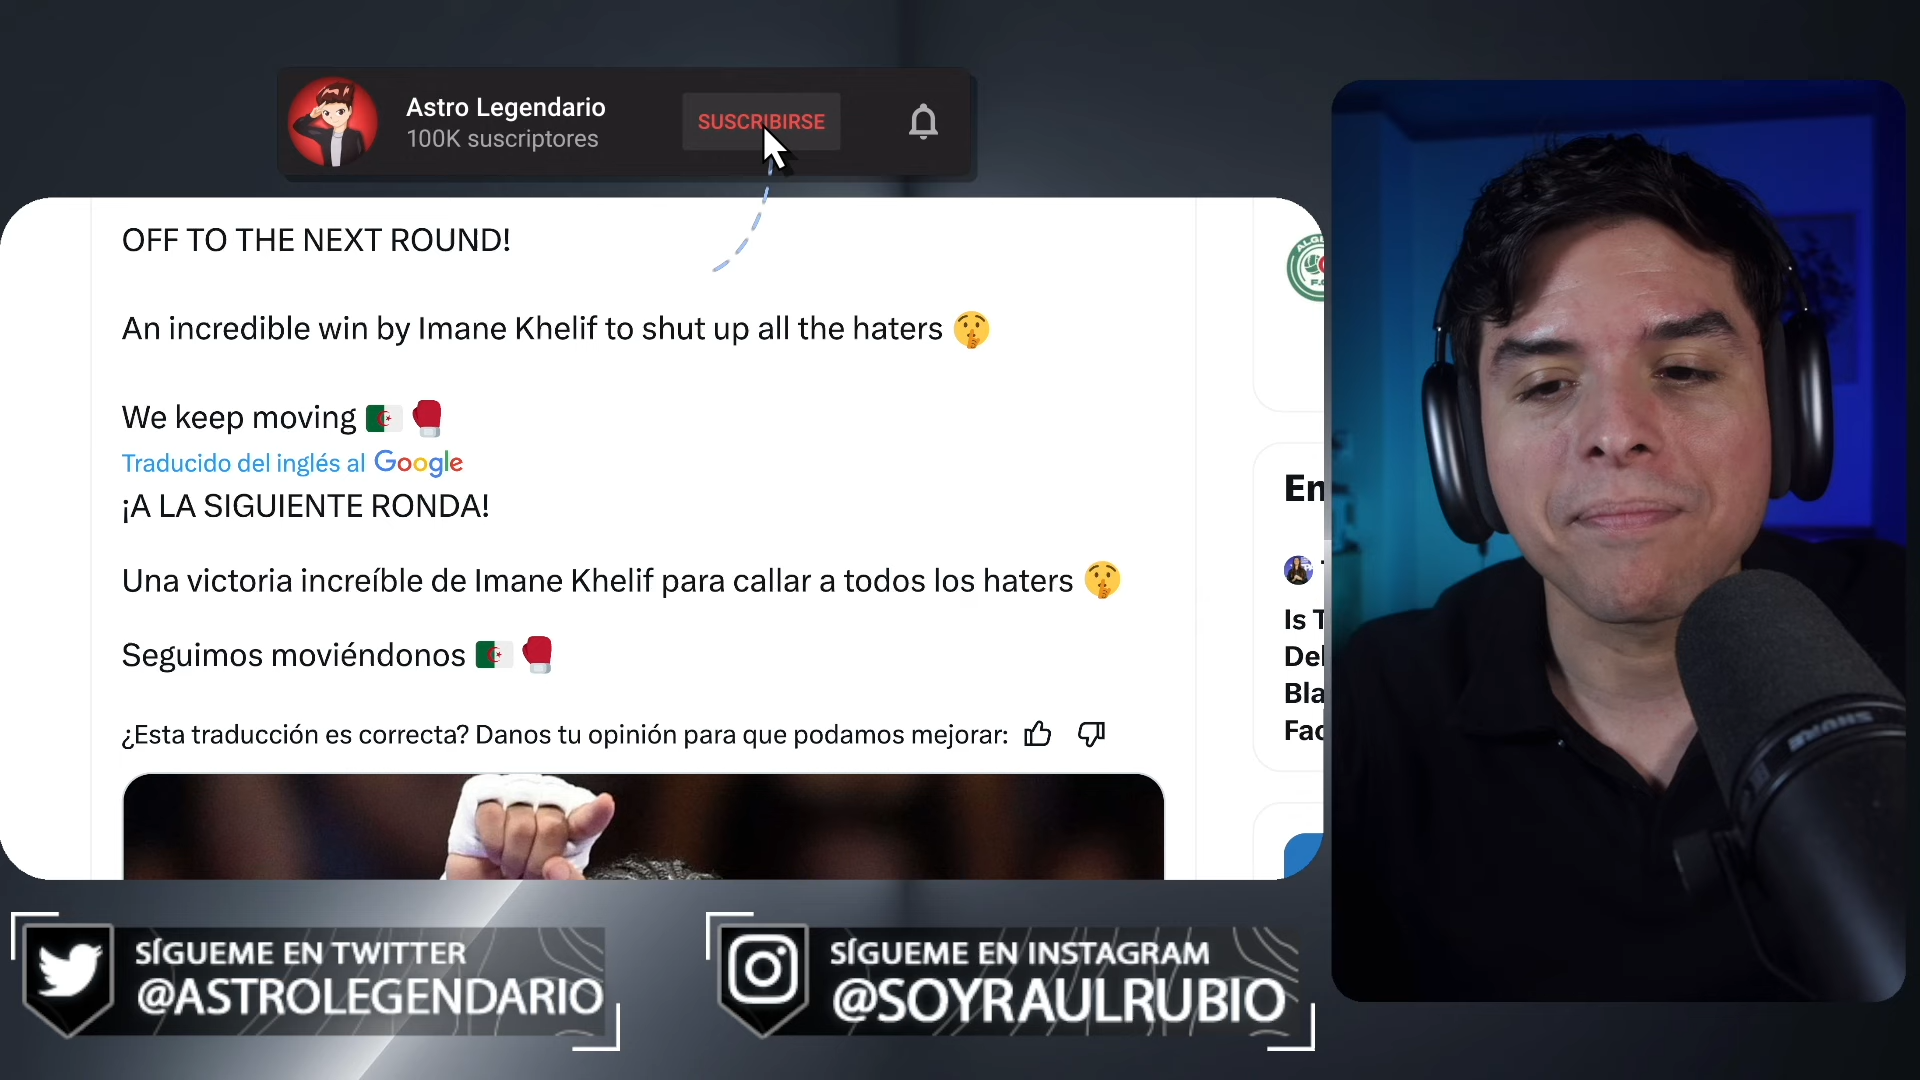 Astro Legendario
100K suscriptores
SUSCRIBIRSE
OFF TO THE NEXT ROUND!
An incredible win by Imane Khelif to shut up all the haters 🤫
We keep moving 🇩🇿🥊
Traducido del inglés al Google
¡A LA SIGUIENTE RONDA!
Una victoria increíble de Imane Khelif para callar a todos los haters 🤫
Seguimos moviéndonos 🇩🇿🥊
¿Esta traducción es correcta? Danos tu opinión para que podamos mejorar:
En
Is T
Del
Bla
Fac
SHURE
SÍGUEME EN TWITTER
@ASTROLEGENDARIO
SÍGUEME EN INSTAGRAM
@SOYRAULRUBIO